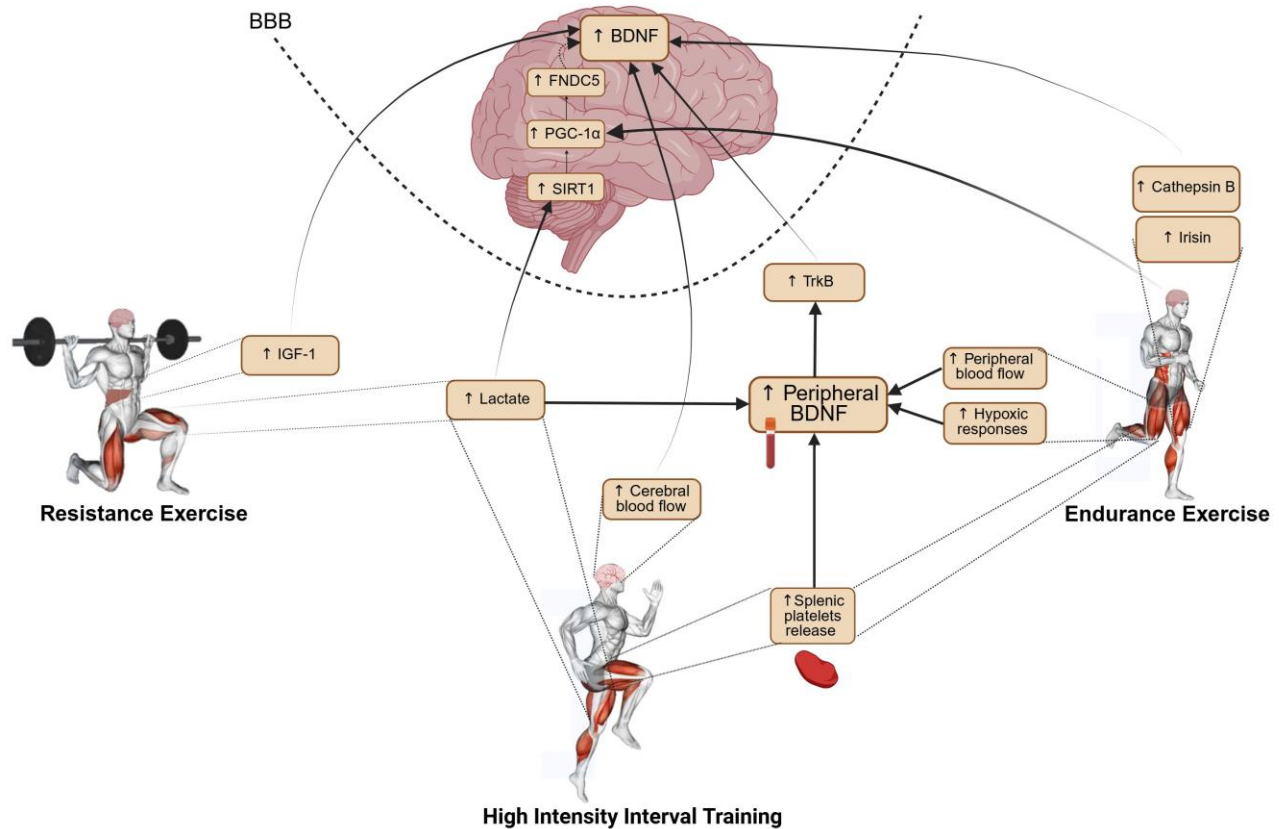 BBB
↑ BDNF
↑ FNDC5
↑ PGC-1α
↑ SIRT1
↑ Cathepsin B
↑ Irisin
↑ TrkB
↑ IGF-1
↑ Lactate
↑ Peripheral
BDNF
↑ Peripheral
blood flow
↑ Hypoxic
responses
↑ Cerebral
blood flow
Resistance Exercise
Endurance Exercise
↑Splenic
platelets
release
High Intensity Interval Training